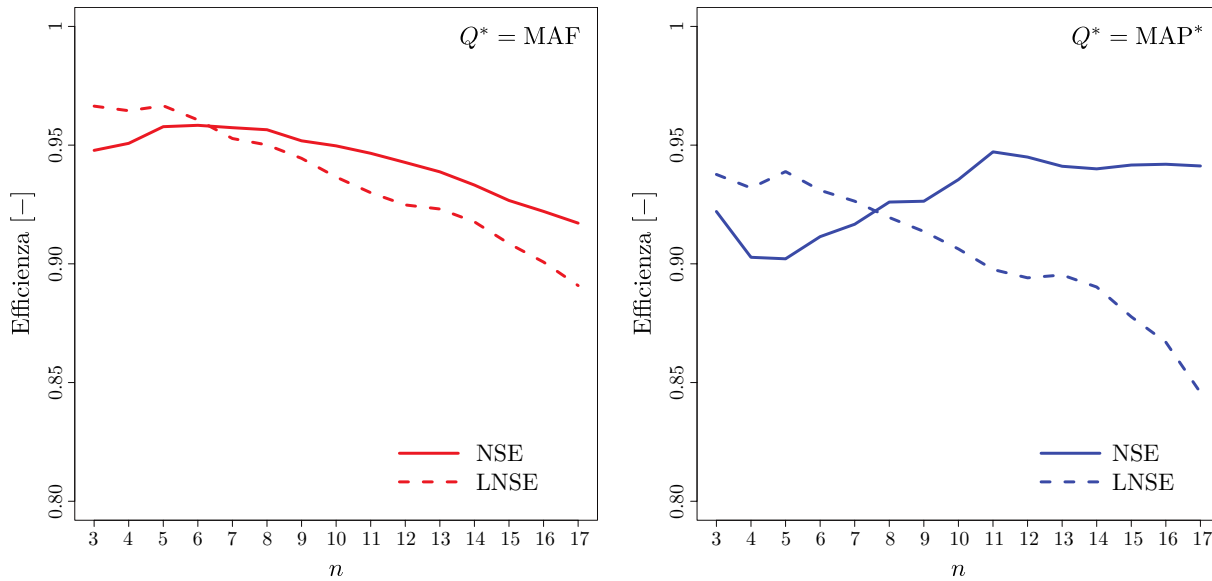 Q* = MAF
Efficienza [−]
1
0.95
0.90
0.85
0.80
NSE
LNSE
3 4 5 6 7 8 9 10 11 12 13 14 15 16 17
n
Q* = MAP*
Efficienza [−]
1
0.95
0.90
0.85
0.80
NSE
LNSE
3 4 5 6 7 8 9 10 11 12 13 14 15 16 17
n